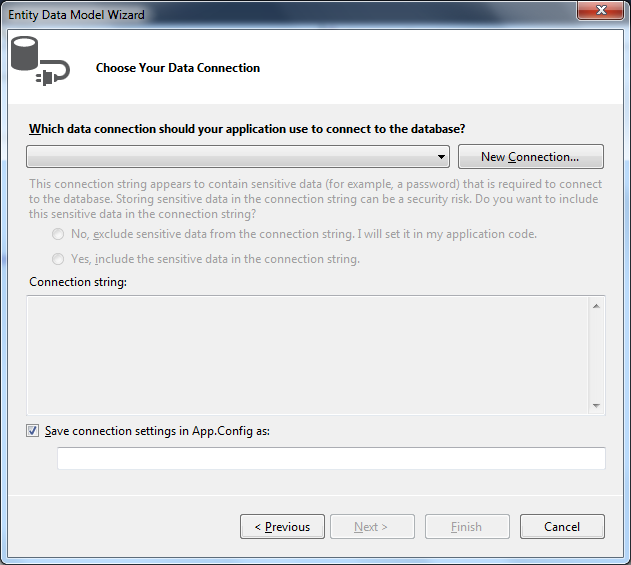 Entity Data Model Wizard
Choose Your Data Connection
Which data connection should your application use to connect to the database?
New Connection...
This connection string appears to contain sensitive data (for example, a password) that is required to connect
to the database. Storing sensitive data in the connection string can be a security risk. Do you want to include
this sensitive data in the connection string?
No, exclude sensitive data from the connection string. I will set it in my application code.
Yes, include the sensitive data in the connection string.
Connection string:
Save connection settings in App.Config as:
< Previous
Next >
Finish
Cancel